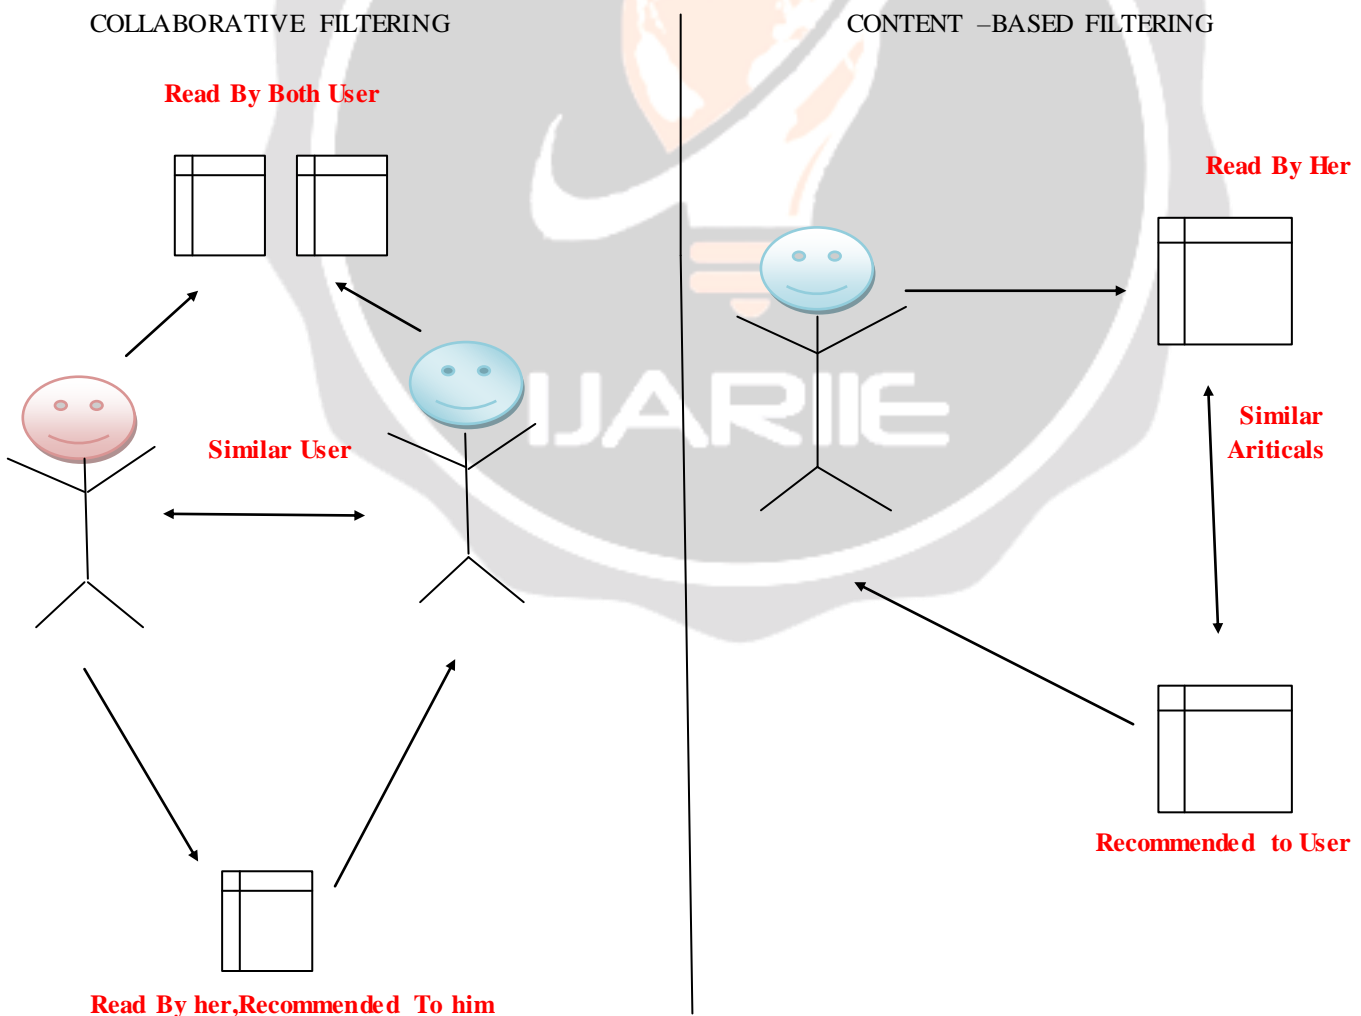 COLLABORATIVE FILTERING
Read By Both User
Similar User
Read By her,Recommended To him
CONTENT –BASED FILTERING
Read By Her
Similar
Ariticals
Recommended to User
IJARIIE